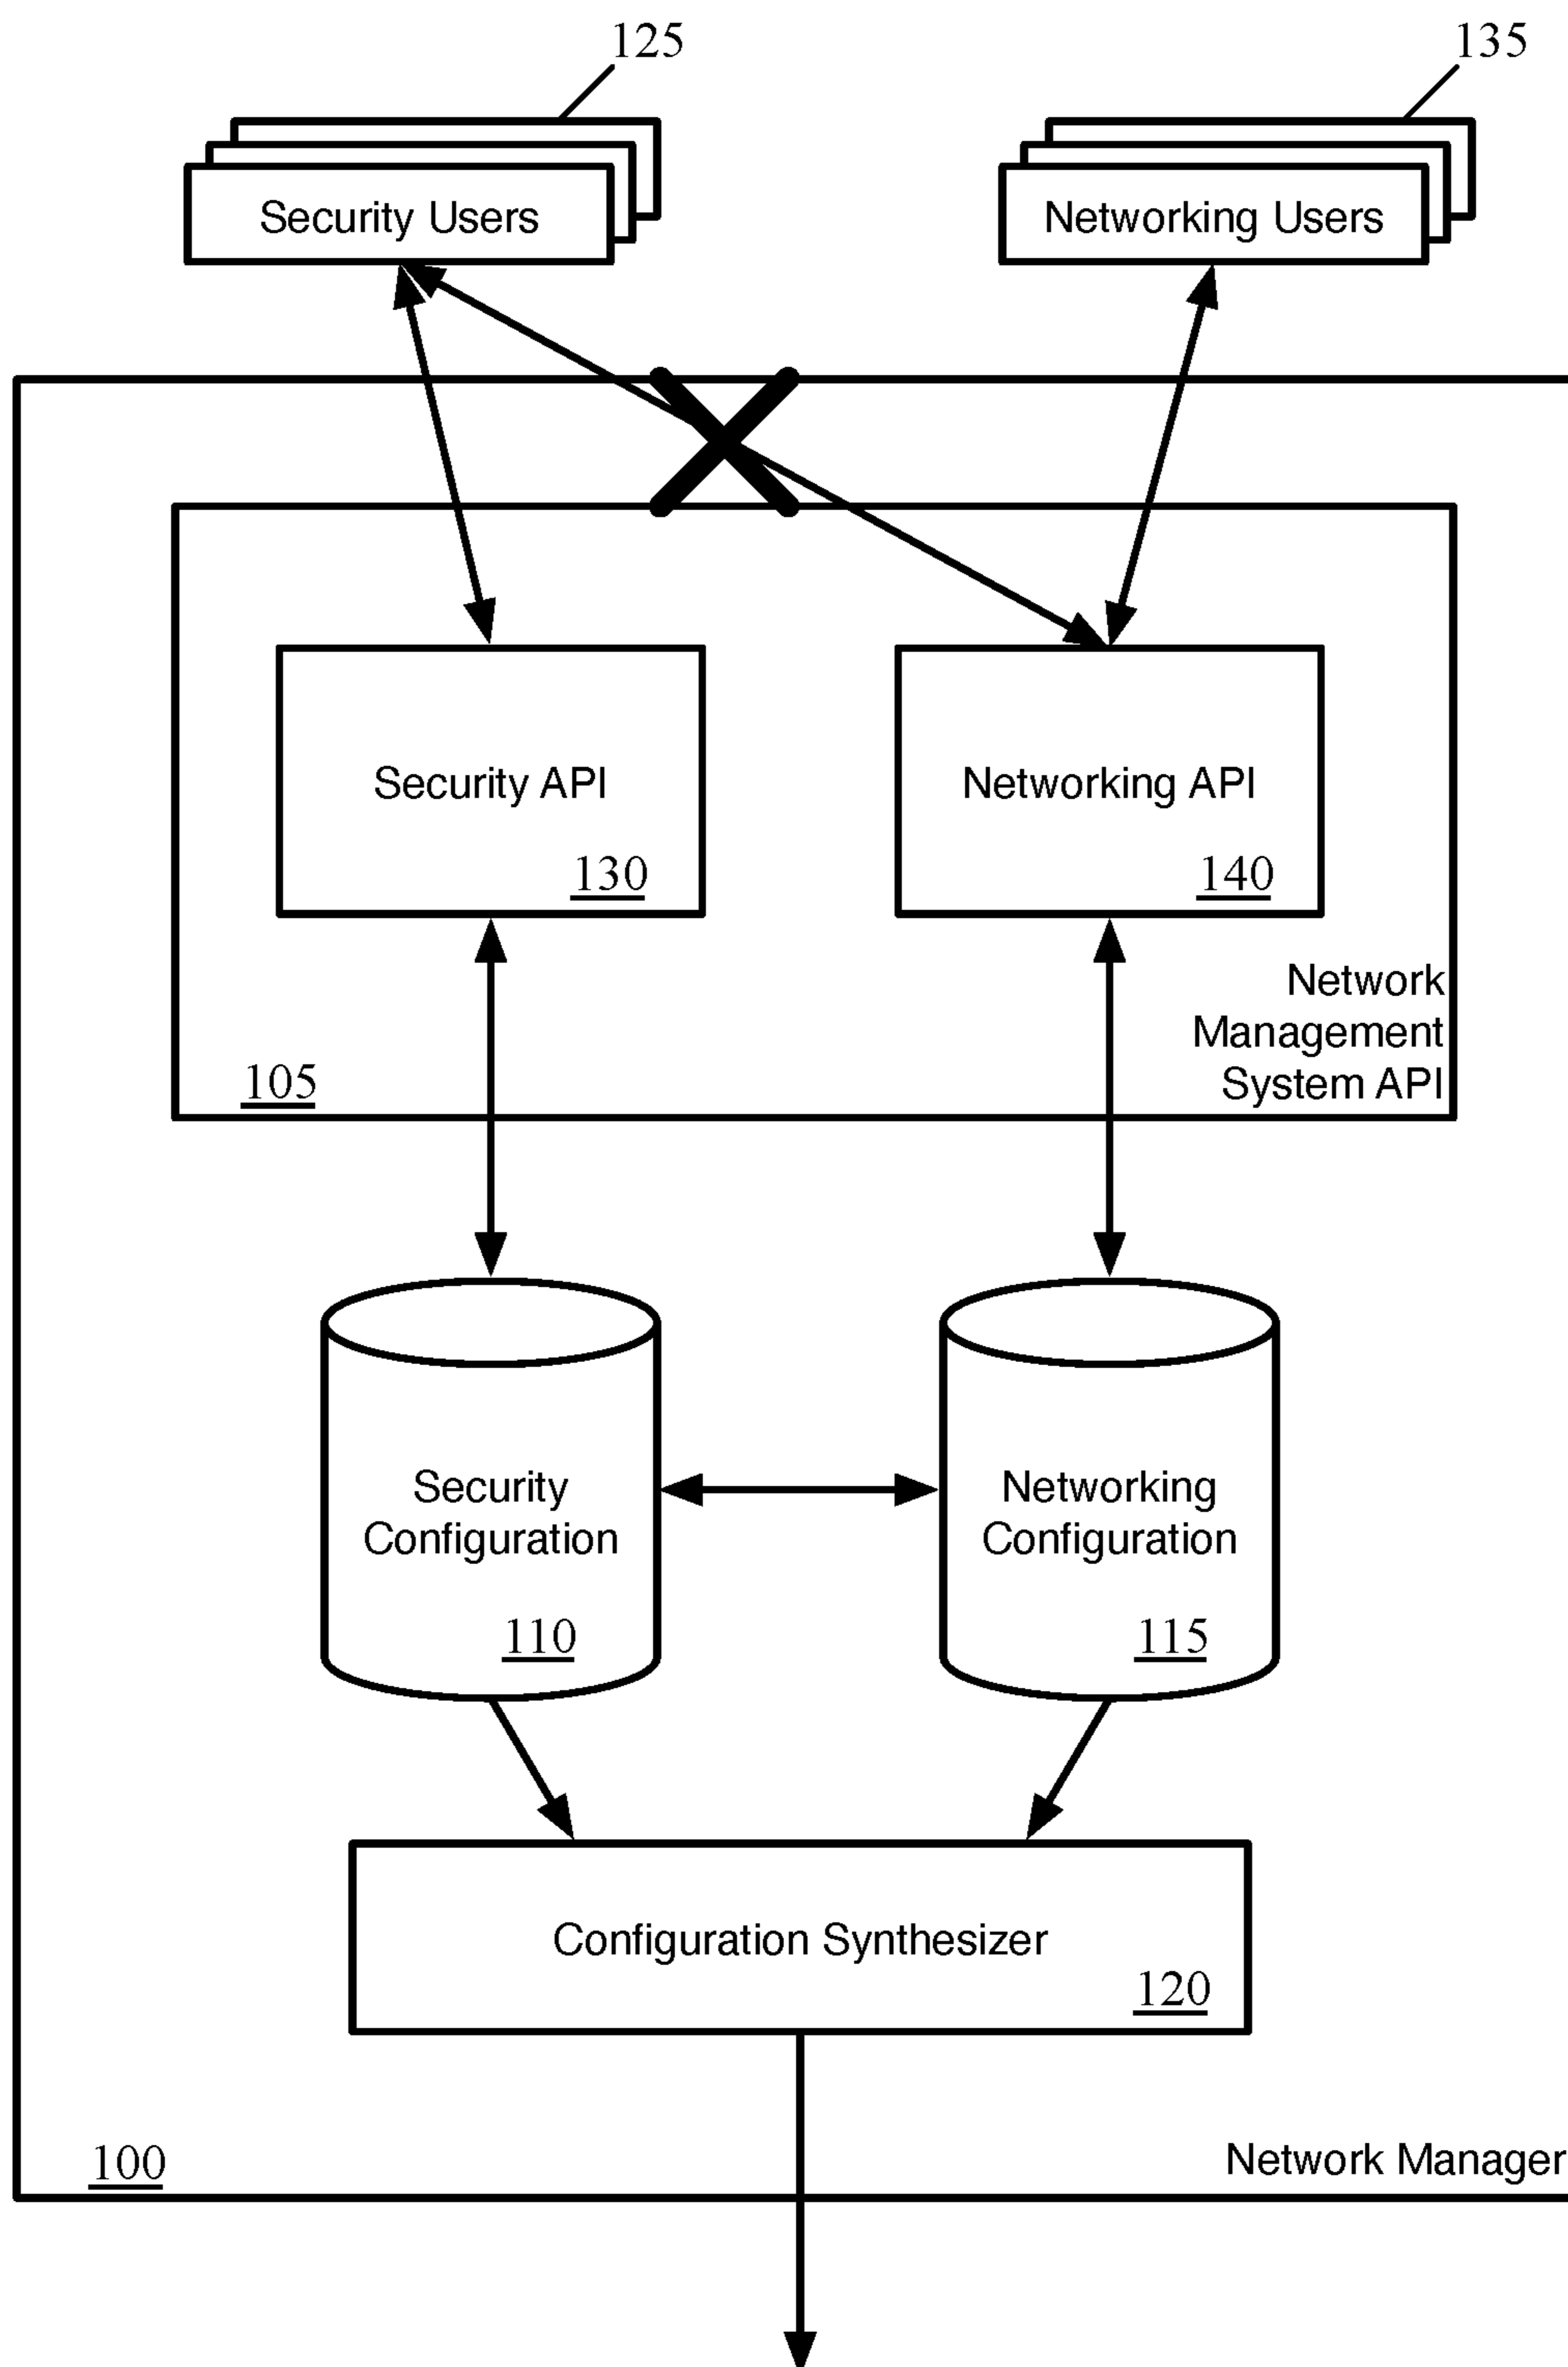 125
135
Security Users
Networking Users
Security API
130
Networking API
140
Network
Management
System API
105
Security
Configuration
110
Networking
Configuration
115
Configuration Synthesizer
120
100
Network Manager